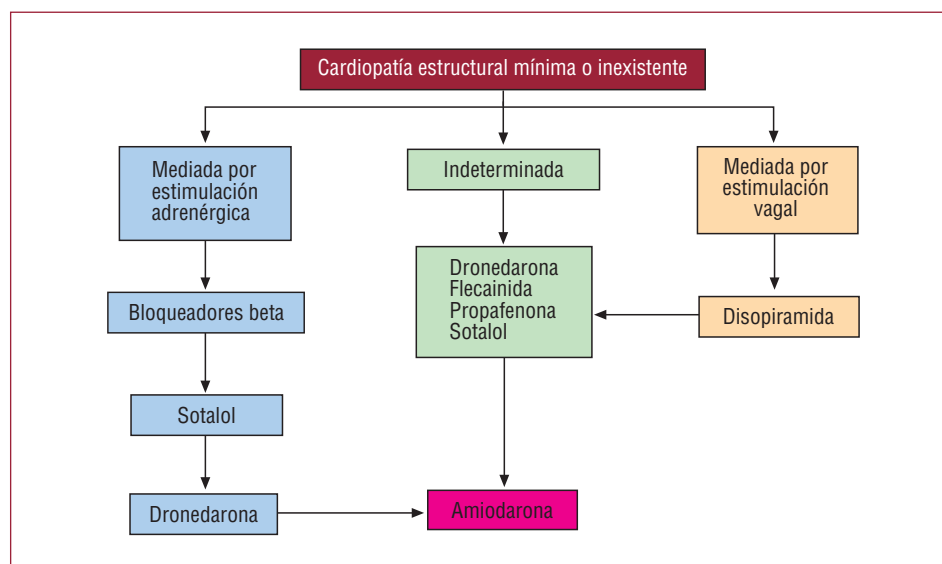 Cardiopatía estructural mínima o inexistente
Mediada por
estimulación
adrenérgica
Indeterminada
Mediada por
estimulación
vagal
Dronedarona
Flecainida
Propafenona
Sotalol
Bloqueadores beta
Disopiramida
Sotalol
Dronedarona
Amiodarona